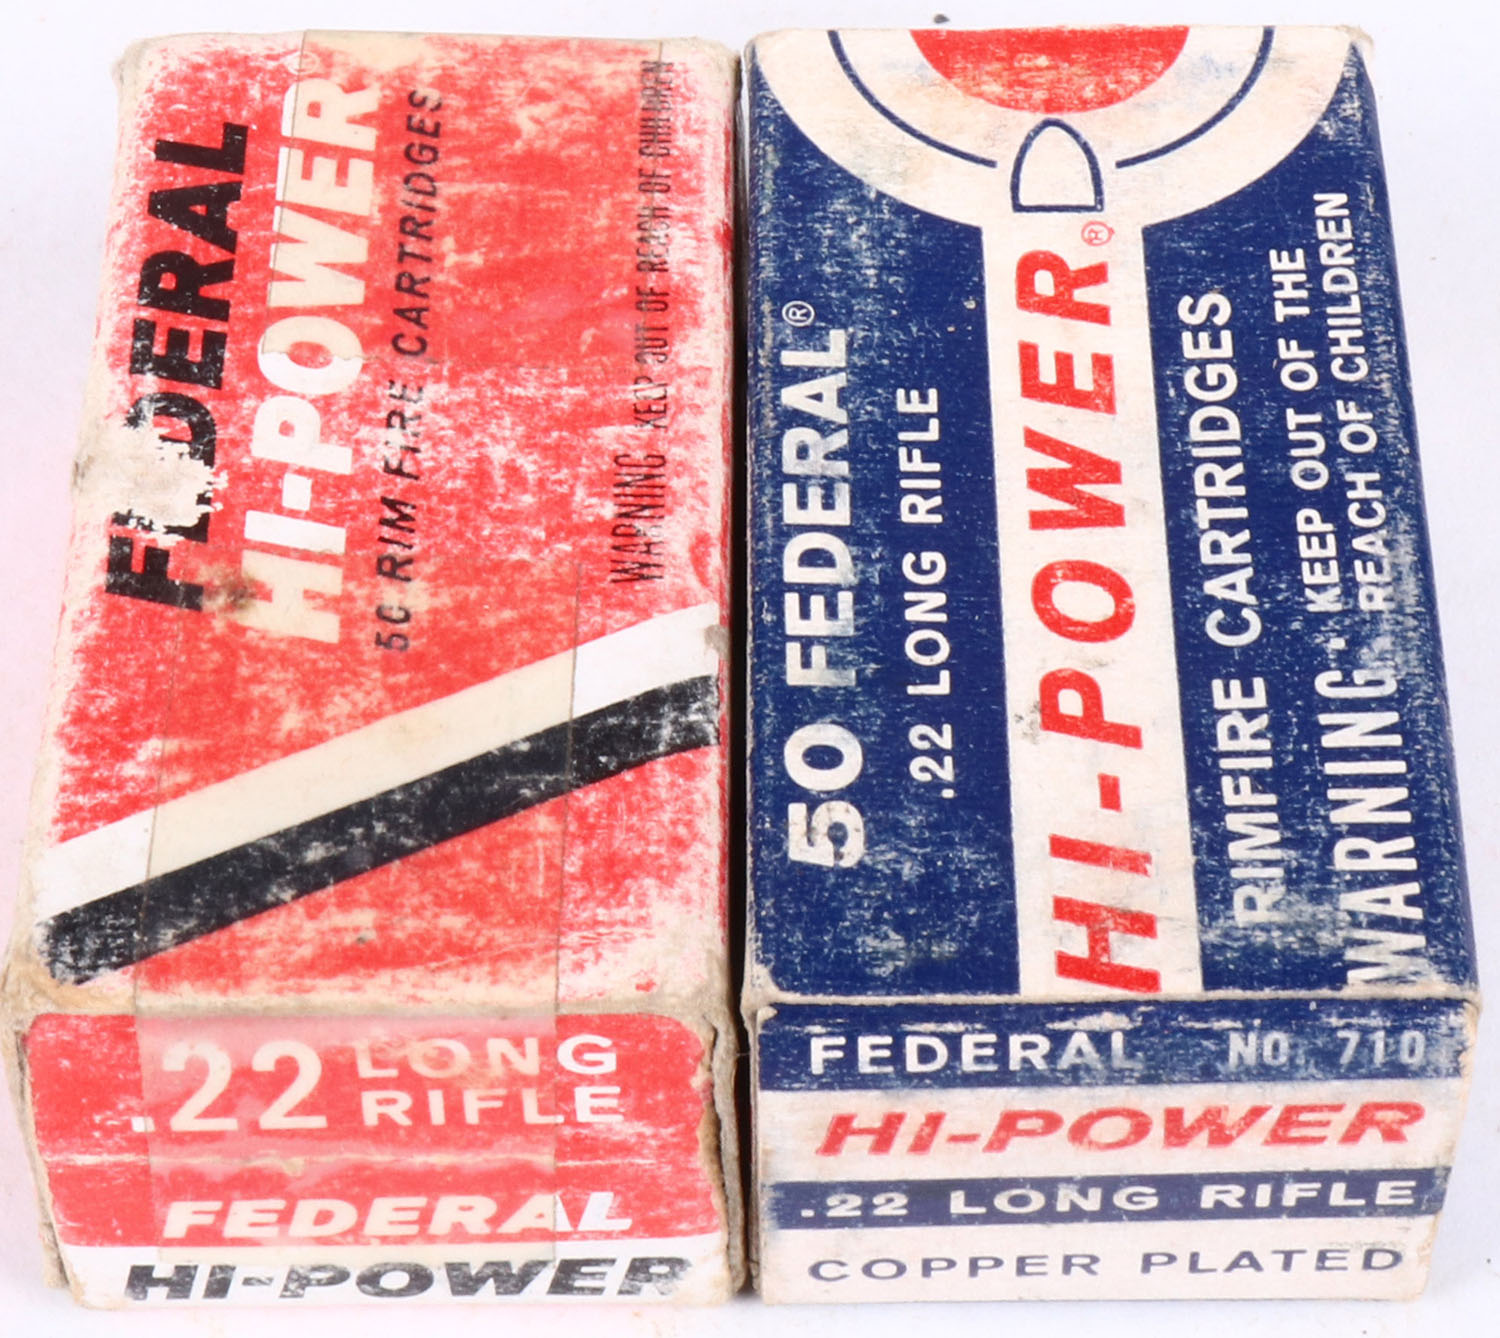 FEDERAL
HI-POWER®
50 RIM FIRE CARTRIDGES
WARNING KEEP OUT OF REACH OF CHILDREN
.22 LONG
RIFLE
FEDERAL
HI-POWER
50 FEDERAL®
.22 LONG RIFLE
HI-POWER®
RIMFIRE CARTRIDGES
WARNING: KEEP OUT OF THE
REACH OF CHILDREN
FEDERAL NO. 710
HI-POWER
.22 LONG RIFLE
COPPER PLATED